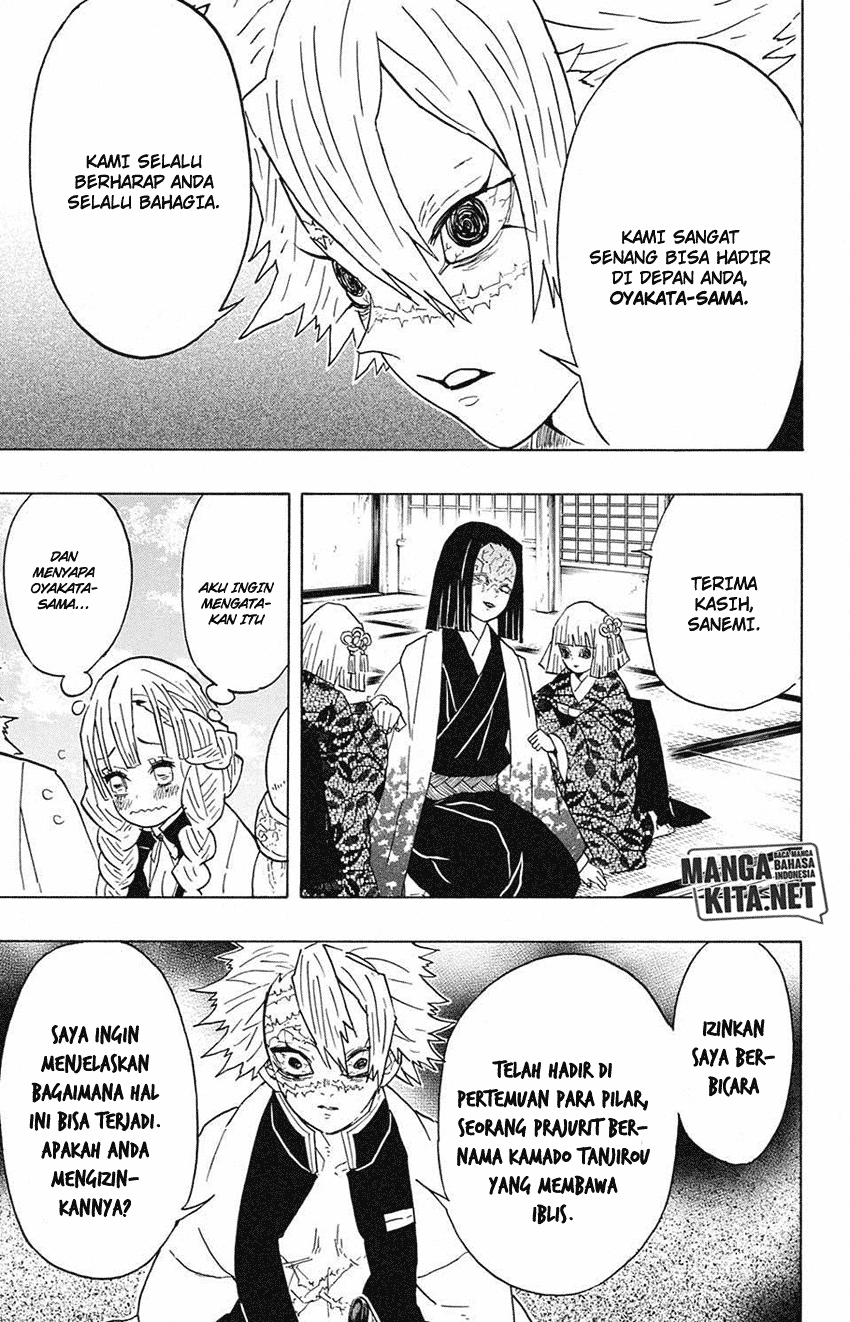 KAMI SANGAT
SENANG BISA HADIR
DI DEPAN ANDA,
OYAKATA-SAMA.
KAMI SELALU
BERHARAP ANDA
SELALU BAHAGIA.
TERIMA
KASIH,
SANEMI.
AKU INGIN
MENGATA-
KAN ITU
DAN
MENYAPA
OYAKATA-
SAMA...
MANGA
KITA.NET
BACA MANGA
BAHASA
INDONESIA
IZINKAN
SAYA BER-
BICARA
TELAH HADIR DI
PERTEMUAN PARA PILAR,
SEORANG PRAJURIT BER-
NAMA KAMADO TANJIROU
YANG MEMBAWA
IBLIS.
SAYA INGIN
MENJELASKAN
BAGAIMANA HAL
INI BISA TERJADI.
APAKAH ANDA
MENGIZIN-
KANNYA?